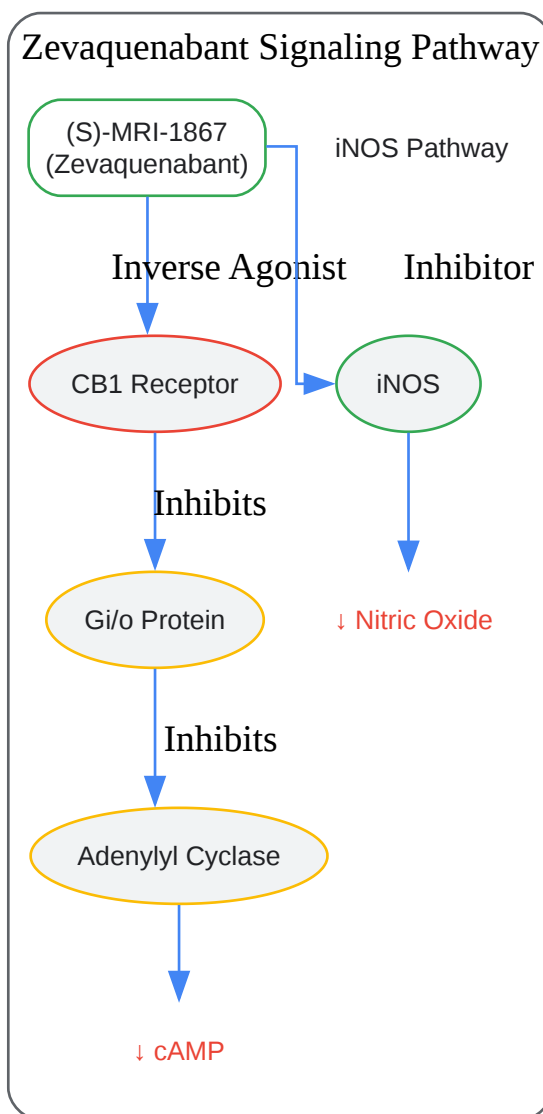 Zevaquenabant Signaling Pathway
(S)-MRI-1867
(Zevaquenabant)
iNOS Pathway
Inverse Agonist
Inhibitor
CB1 Receptor
iNOS
Inhibits
Gi/o Protein
↓ Nitric Oxide
Inhibits
Adenylyl Cyclase
↓ cAMP